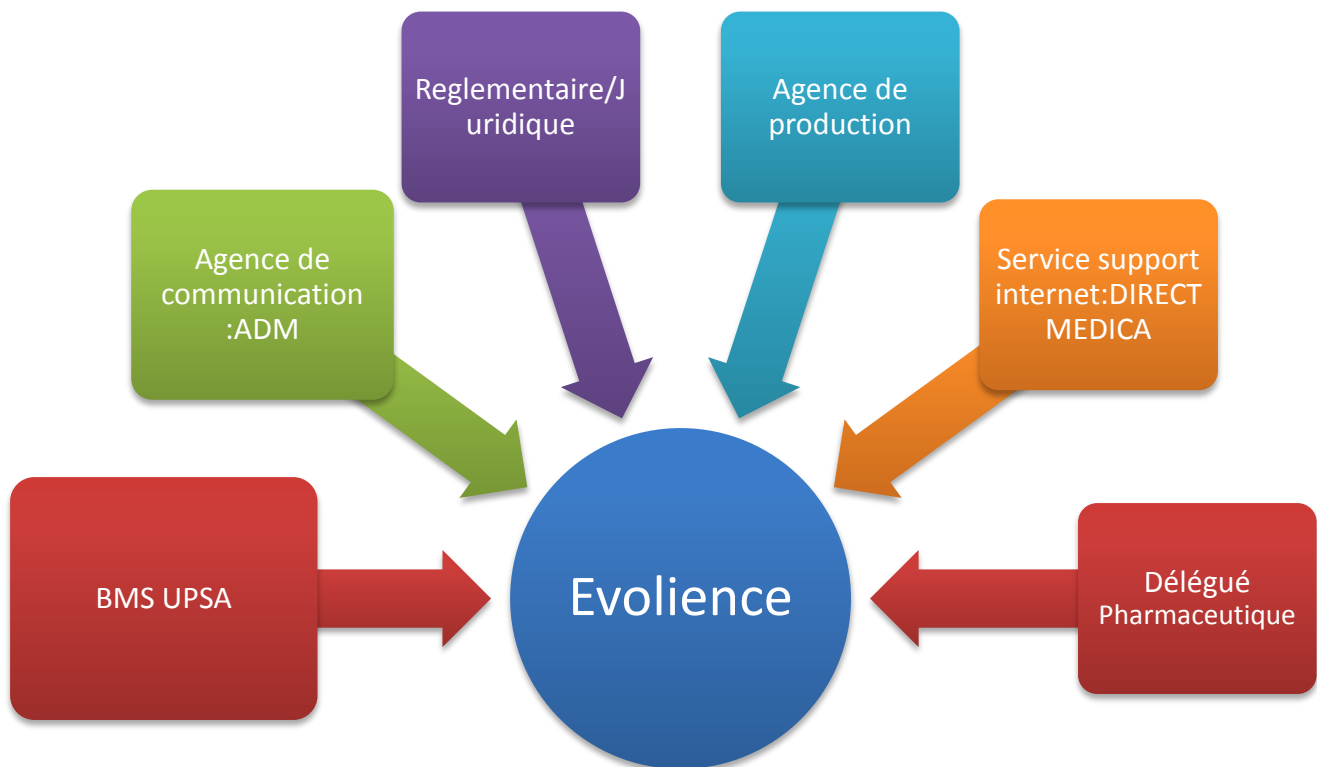 Reglementaire/J
uridique
Agence de
production
Agence de
communication
:ADM
Service support
internet:DIRECT
MEDICA
BMS UPSA
Evolience
Délégué
Pharmaceutique